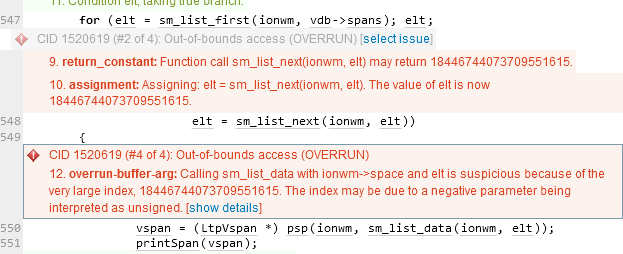 11. Condition elt, taking true branch.
547 for (elt = sm_list_first(ionwm, vdb->spans); elt;
CID 1520619 (#2 of 4): Out-of-bounds access (OVERRUN) [select issue]
9. return_constant: Function call sm_list_next(ionwm, elt) may return 18446744073709551615.
10. assignment: Assigning: elt = sm_list_next(ionwm, elt). The value of elt is now
18446744073709551615.
548 elt = sm_list_next(ionwm, elt))
549 {
CID 1520619 (#4 of 4): Out-of-bounds access (OVERRUN)
12. overrun-buffer-arg: Calling sm_list_data with ionwm->space and elt is suspicious because of the
very large index, 18446744073709551615. The index may be due to a negative parameter being
interpreted as unsigned. [show details]
550 vspan = (LtpVspan *) psp(ionwm, sm_list_data(ionwm, elt));
551 printSpan(vspan);